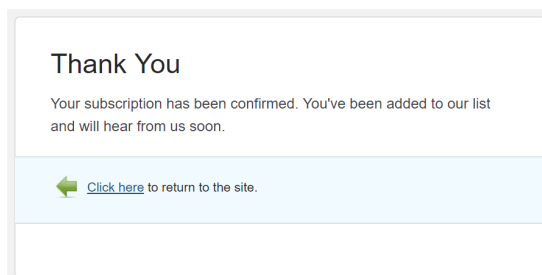 Thank You
Your subscription has been confirmed. You've been added to our list
and will hear from us soon.
Click here to return to the site.